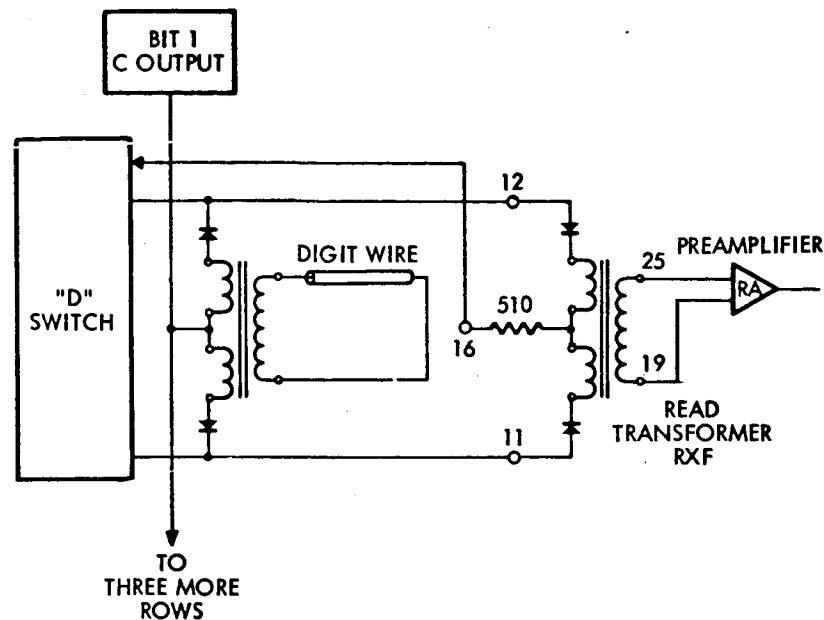 BIT 1
C OUTPUT
12
PREAMPLIFIER
DIGIT WIRE
25
"D"
SWITCH
510
RA
16
19
READ
TRANSFORMER
RXF
11
TO
THREE MORE
ROWS